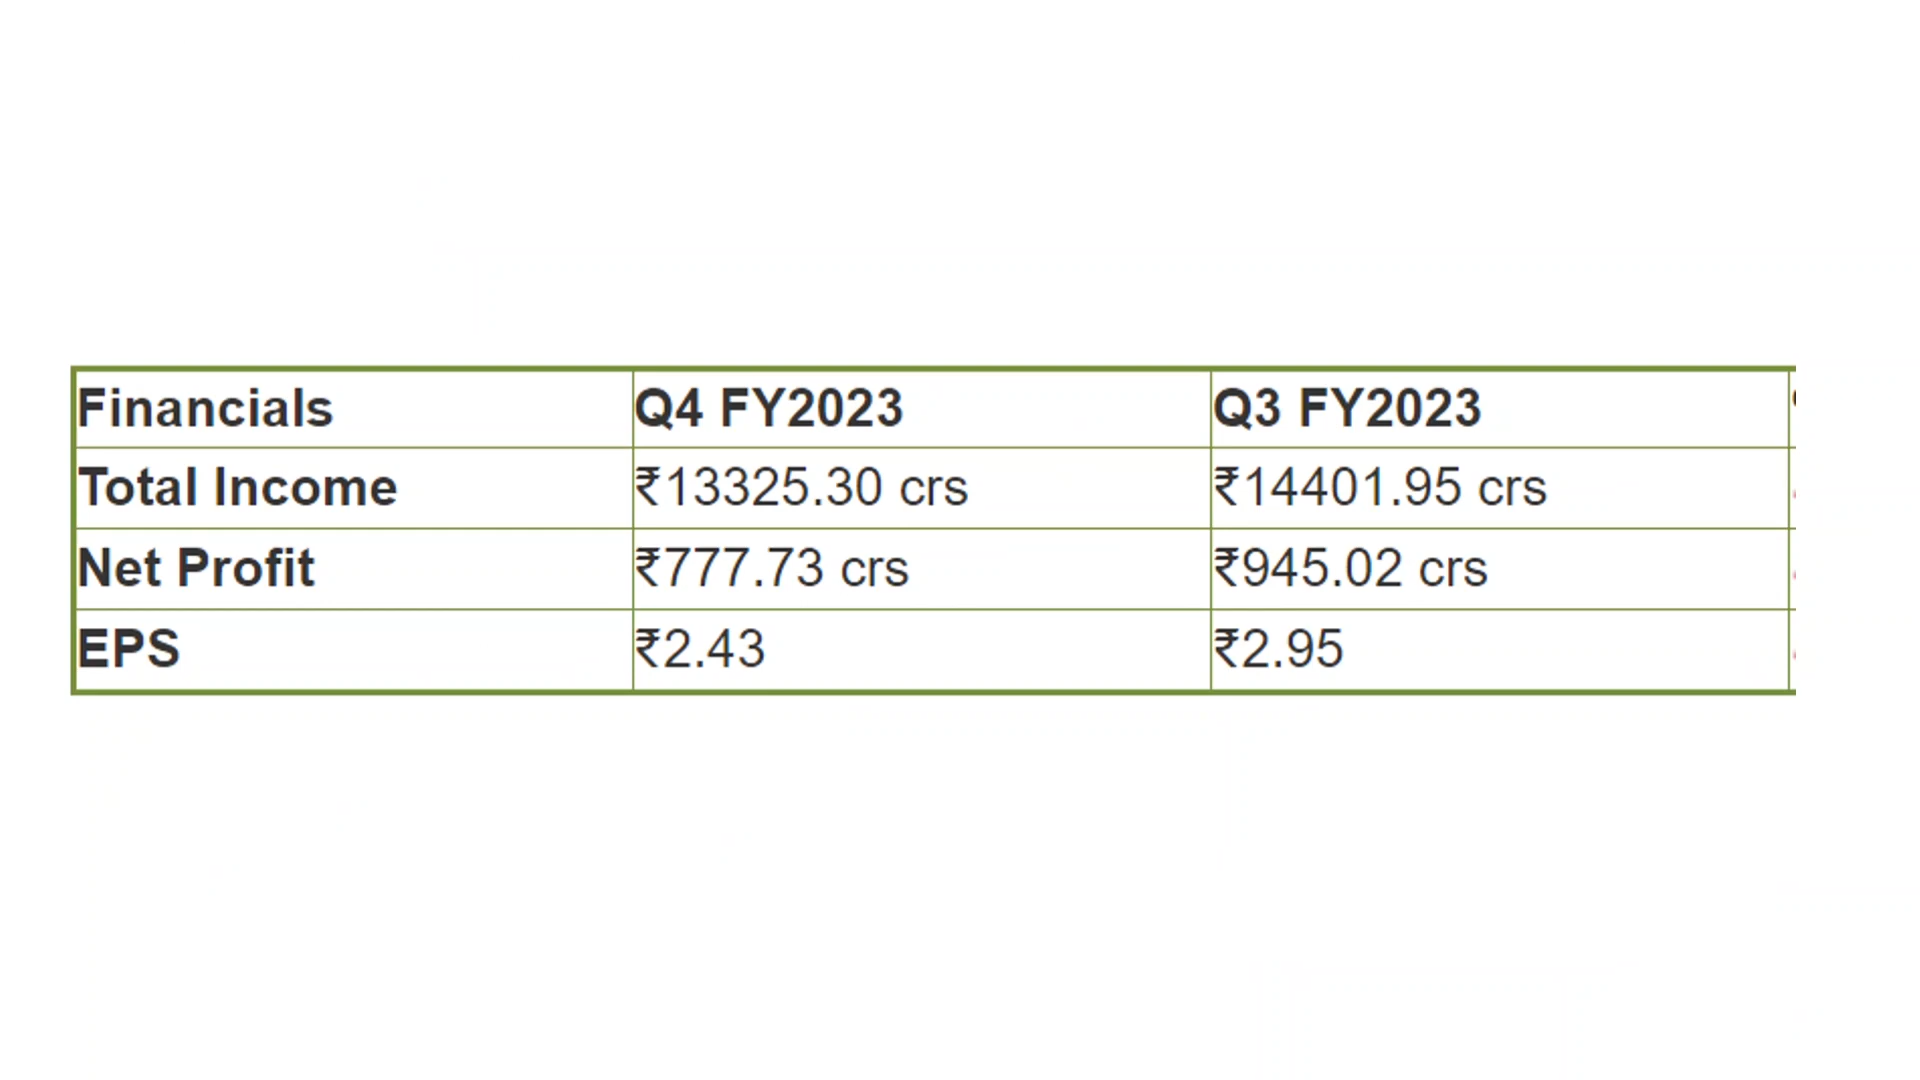 Financials Q4 FY2023 Q3 FY2023
Total Income ₹13325.30 crs ₹14401.95 crs
Net Profit ₹777.73 crs ₹945.02 crs
EPS ₹2.43 ₹2.95